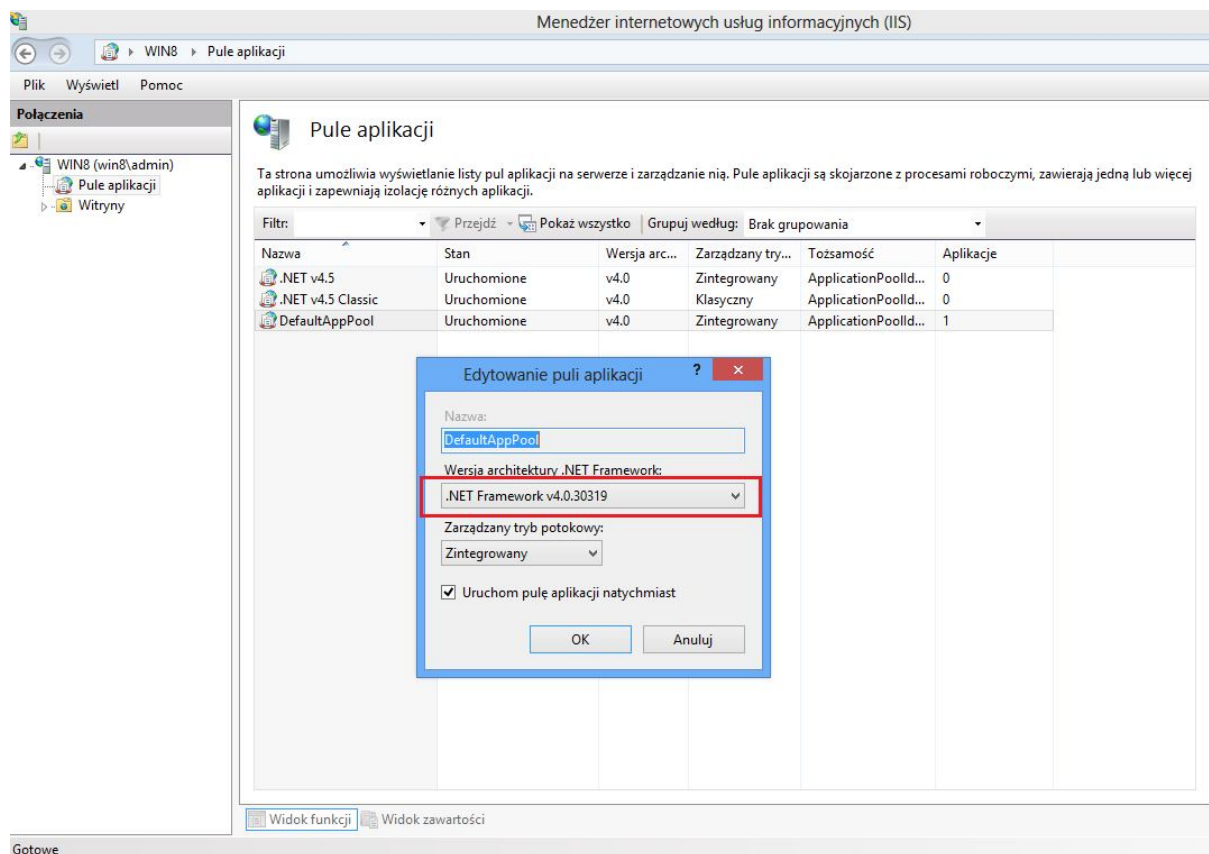 Menedżer internetowych usług informacyjnych (IIS)
WIN8 Pule aplikacji
Plik Wyświetl Pomoc
Połączenia
WIN8 (win8\admin)
Pule aplikacji
Witryny
Pule aplikacji
Ta strona umożliwia wyświetlanie listy pul aplikacji na serwerze i zarządzanie nią. Pule aplikacji są skojarzone z procesami roboczymi, zawierają jedną lub więcej
aplikacji i zapewniają izolację różnych aplikacji.
Filtr: Przejdź Pokaż wszystko Grupuj według: Brak grupowania
Nazwa Stan Wersja arc... Zarządzany try... Tożsamość Aplikacje
.NET v4.5 Uruchomione v4.0 Zintegrowany ApplicationPoolId... 0
.NET v4.5 Classic Uruchomione v4.0 Klasyczny ApplicationPoolId... 0
DefaultAppPool Uruchomione v4.0 Zintegrowany ApplicationPoolId... 1
Edytowanie puli aplikacji ?
Nazwa:
DefaultAppPool
Wersja architektury .NET Framework:
.NET Framework v4.0.30319
Zarządzany tryb potokowy:
Zintegrowany
Uruchom pulę aplikacji natychmiast
OK Anuluj
Widok funkcji Widok zawartości
Gotowe